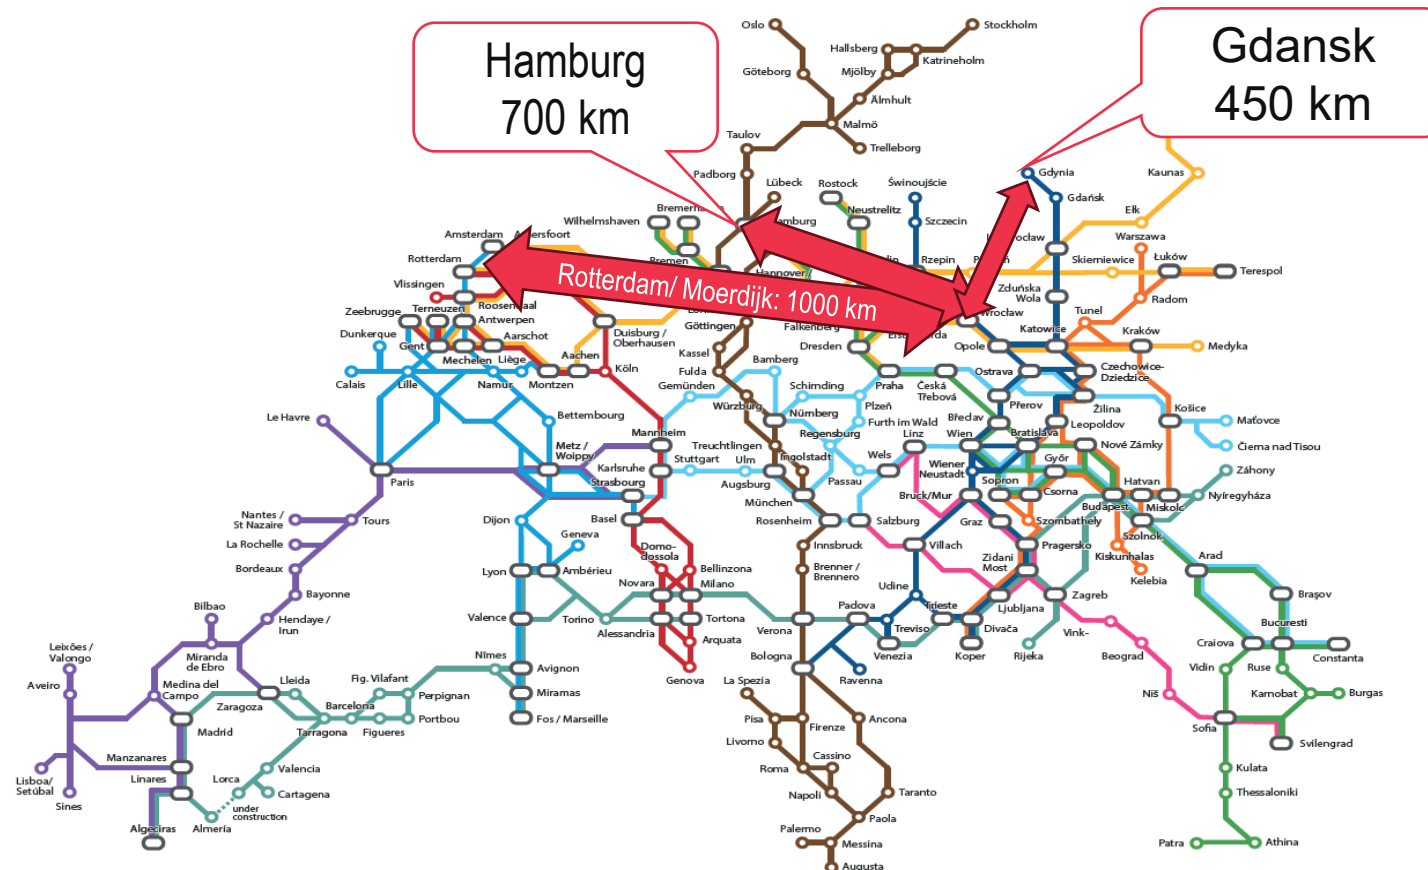 Hamburg
700 km
Gdansk
450 km
Rotterdam/ Moerdijk: 1000 km
Oslo
Stockholm
Hallsberg
Katrineholm
Göteborg
Mjölby
Älmhult
Malmö
Taulov
Trelleborg
Padborg
Lübeck
Rostock
Świnoujście
Gdynia
Kaunas
Wilhelmshaven
Neustrelitz
Szczecin
Gdańsk
Ełk
Amsterdam
Bremen
Warszawa
Rotterdam
Hannover /
Rzepin
Skierniewice
Łuków
Terespol
Vlissingen
Roosendaal
Zduńska
Wola
Radom
Zeebrugge
Terneuzen
Antwerpen
Göttingen
Falkenberg
Wrocław
Tunel
Dunkerque
Gent
Aarschot
Duisburg /
Oberhausen
Dresden
Opole
Katowice
Kraków
Medyka
Mechelen
Liège
Aachen
Kassel
Bamberg
Calais
Lille
Namur
Montzen
Köln
Fulda
Gemünden
Schirnding
Praha
Česká
Třebová
Ostrava
Czechowice-
Dziedzice
Le Havre
Bettembourg
Würzburg
Nürnberg
Plzeň
Přerov
Žilina
Košice
Maťovce
Metz /
Woippy
Mannheim
Treuchtlingen
Regensburg
Furth im Wald
Linz
Břeclav
Wien
Bratislava
Leopoldov
Nové Zámky
Čierna nad Tisou
Paris
Karlsruhe
Strasbourg
Stuttgart
Ulm
Augsburg
Ingolstadt
Passau
Wels
Wiener
Neustadt
Sopron
Győr
Csorna
Hatvan
Miskolc
Záhony
Nyíregyháza
München
Bruck/Mur
Budapest
Nantes /
St Nazaire
Tours
Dijon
Basel
Rosenheim
Salzburg
Graz
Szombathely
Szolnok
La Rochelle
Geneva
Domo-
dossola
Innsbruck
Villach
Pragersko
Kiskunhalas
Arad
Bordeaux
Lyon
Ambérieu
Bellinzona
Brenner /
Brennero
Zidani
Most
Kelebia
Bayonne
Novara
Milano
Udine
Ljubljana
Zagreb
Braşov
Bilbao
Hendaye /
Irun
Valence
Torino
Alessandria
Tortona
Verona
Padova
Treviso
Trieste
Divača
Vink-
Bucuresti
Leixões /
Valongo
Miranda
de Ebro
Nîmes
Arquata
Bologna
Venezia
Koper
Rijeka
Beograd
Craiova
Constanta
Aveiro
Medina del
Campo
Zaragoza
Lleida
Fig. Vilafant
Perpignan
Avignon
Genova
La Spezia
Ravenna
Niš
Vidin
Ruse
Karnobat
Burgas
Madrid
Barcelona
Tarragona
Figueres
Portbou
Miramas
Fos / Marseille
Pisa
Firenze
Ancona
Sofia
Svilengrad
Manzanares
Livorno
Lisboa/
Setúbal
Sines
Linares
Lorca
Valencia
Cartagena
Roma
Cassino
Napoli
Taranto
Kulata
Thessaloniki
Algeciras
Almería
under
construction
Paola
Palermo
Messina
Augusta
Patra
Athina